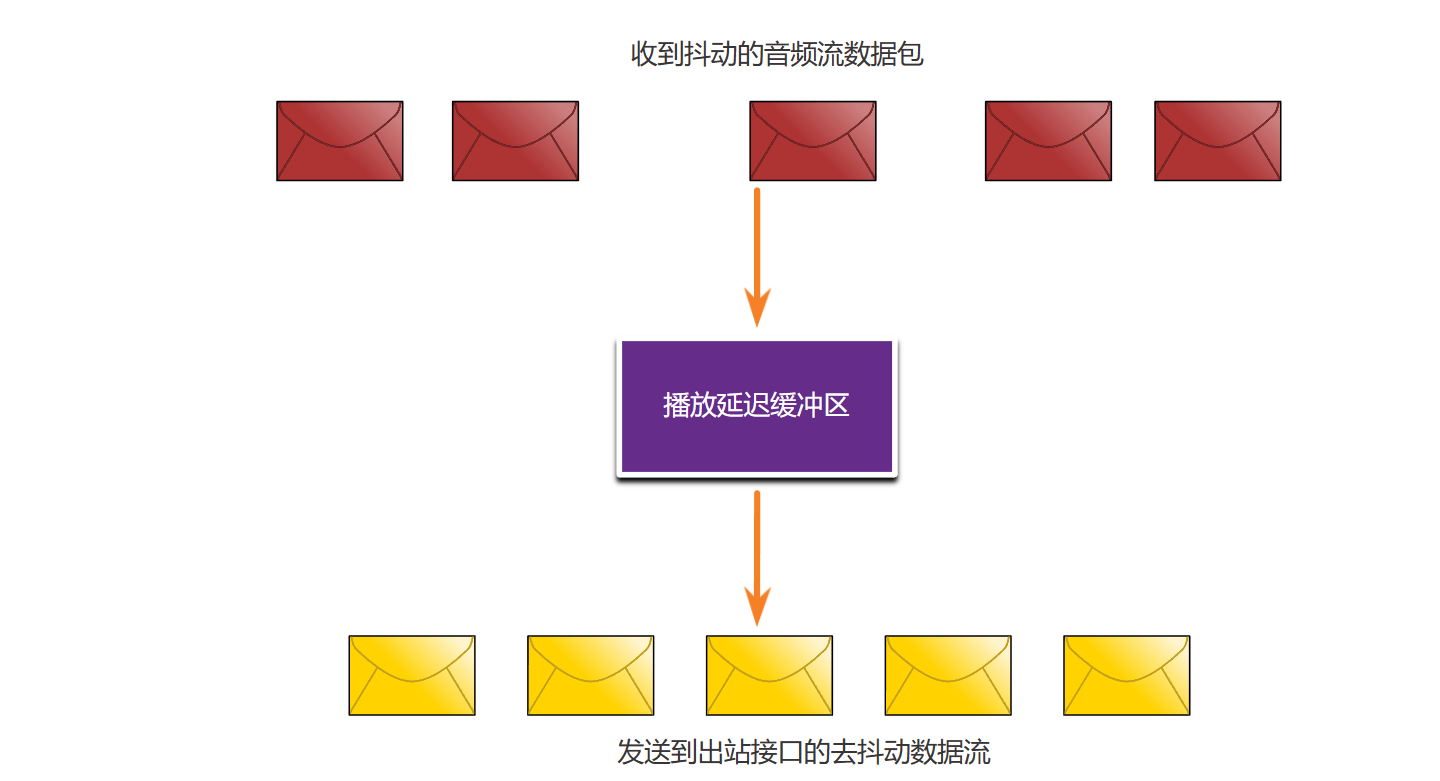 收到抖动的音频流数据包
播放延迟缓冲区
发送到出站接口的去抖动数据流